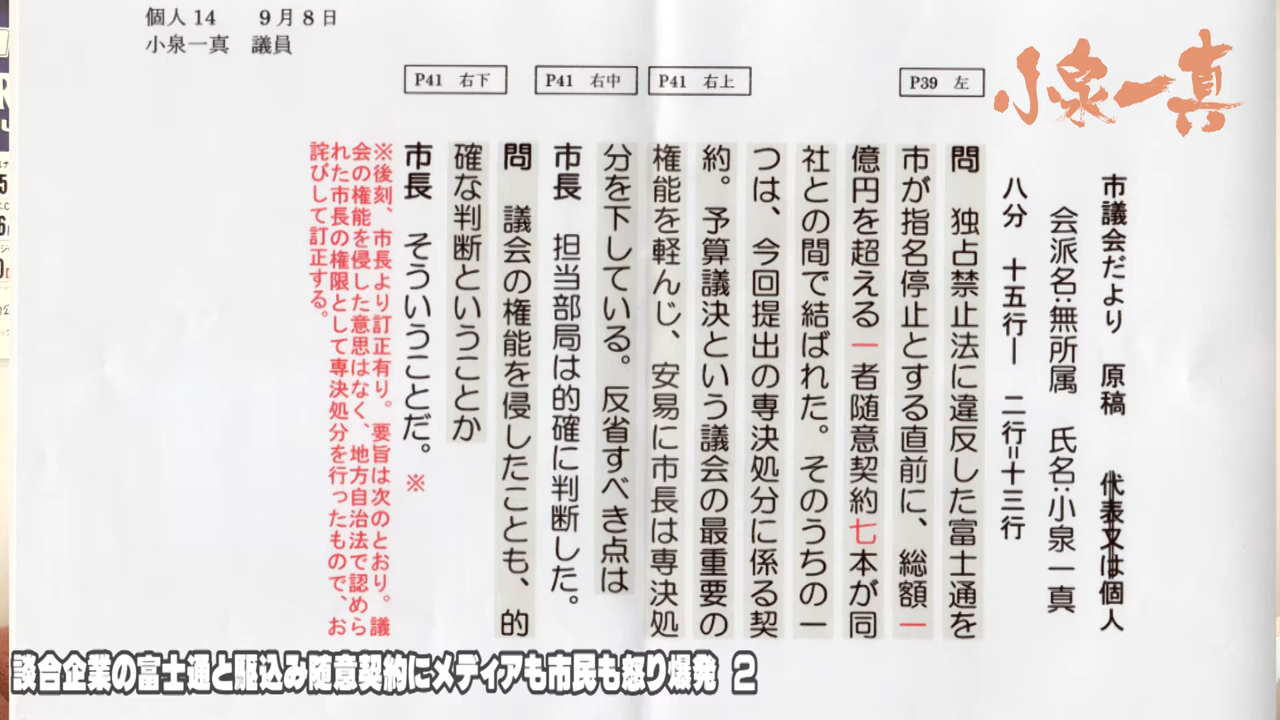 個人14　9月8日
小泉一真　議員
小泉一真
P39　左
P41　右上
P41　右中
P41　右下
市議会だより　原稿　代表又は個人
会派名：無所属　氏名：小泉一真
八分　十五行―　二行＝十三行
問　独占禁止法に違反した富士通を
市が指名停止とする直前に、総額一
億円を超える一者随意契約七本が同
社との間で結ばれた。そのうちの一
つは、今回提出の専決処分に係る契
約。予算議決という議会の最重要の
権能を軽んじ、安易に市長は専決処
分を下している。反省すべき点は
市長　担当部局は的確に判断した。
問　議会の権能を侵したことも、的
確な判断ということか
市長　そういうことだ。※
※後刻、市長より訂正有り。要旨は次のとおり。議
会の権能を侵した意思はなく、地方自治法で認めら
れた市長の権限として専決処分を行ったもので、お
詫びして訂正する。
談合企業の富士通と駆込み随意契約にメディアも市民も怒り爆発 2